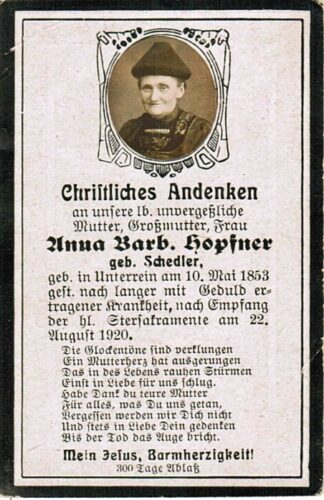 Christliches Andenken
an unsere lb. unvergeßliche
Mutter, Großmutter, Frau
Anna Barb. Hopfner
geb. Schedler,
geb. in Unterrein am 10. Mai 1853
gest. nach langer mit Geduld er-
tragener Krankheit, nach Empfang
der hl. Sterfakramente am 22.
August 1920.
Die Glockentöne sind verklungen
Ein Mutterherz hat ausgerungen
Das in des Lebens rauhen Stürmen
Einst in Liebe für uns schlug.
Habe Dank du teure Mutter
Für alles, was Du uns getan,
Vergessen werden wir Dich nicht
Und stets in Liebe Dein gedenken
Bis der Tod das Auge bricht.
Mein Jesus, Barmherzigkeit!
300 Tage Ablaß